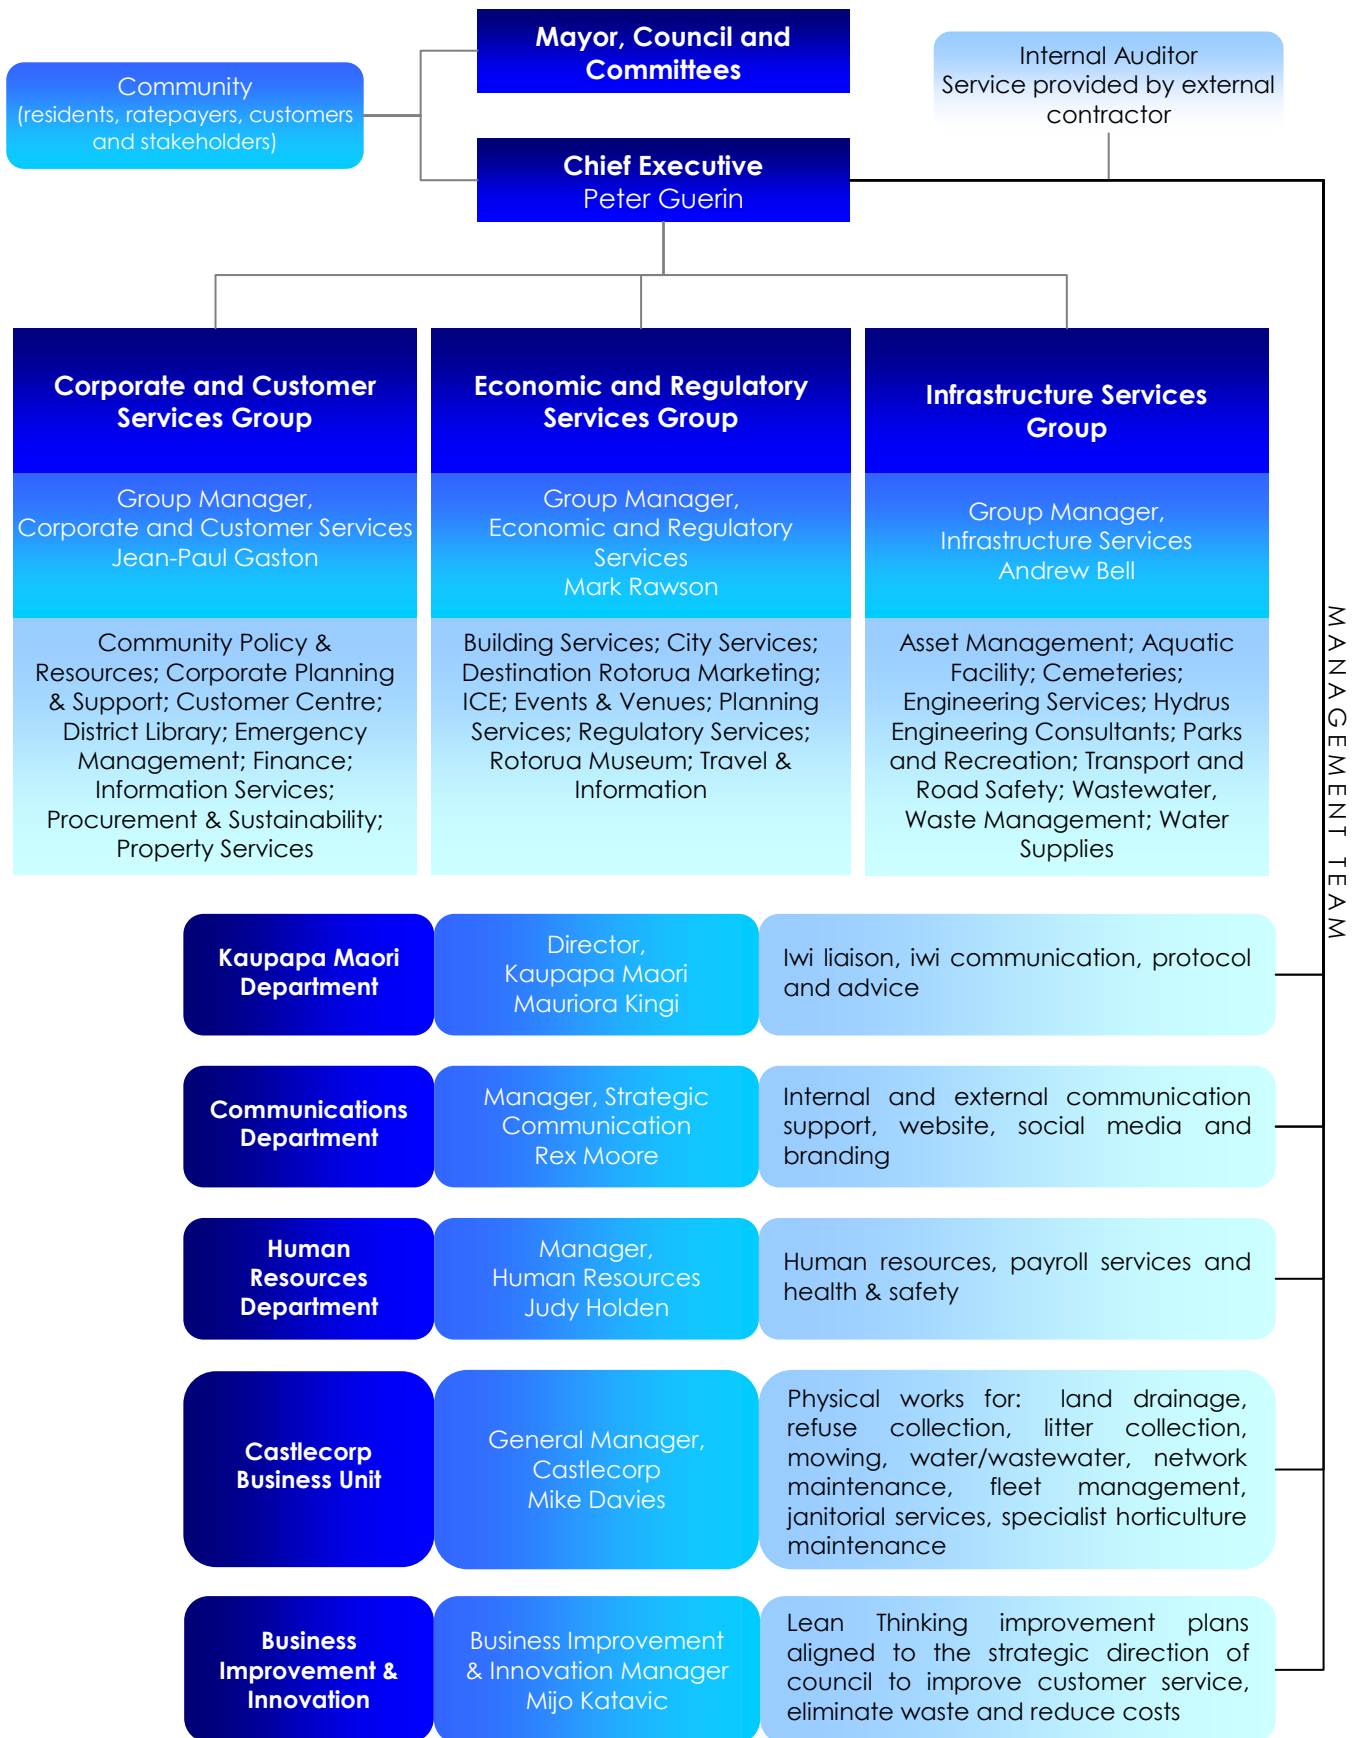 Mayor, Council and
Committees
Internal Auditor
Service provided by external
contractor
Community
(residents, ratepayers, customers
and stakeholders)
Chief Executive
Peter Guerin
Corporate and Customer
Services Group
Group Manager,
Corporate and Customer Services
Jean-Paul Gaston
Community Policy &
Resources; Corporate Planning
& Support; Customer Centre;
District Library; Emergency
Management; Finance;
Information Services;
Procurement & Sustainability;
Property Services
Economic and Regulatory
Services Group
Group Manager,
Economic and Regulatory
Services
Mark Rawson
Building Services; City Services;
Destination Rotorua Marketing;
ICE; Events & Venues; Planning
Services; Regulatory Services;
Rotorua Museum; Travel &
Information
Infrastructure Services
Group
Group Manager,
Infrastructure Services
Andrew Bell
Asset Management; Aquatic
Facility; Cemeteries;
Engineering Services; Hydrus
Engineering Consultants; Parks
and Recreation; Transport and
Road Safety; Wastewater,
Waste Management; Water
Supplies
MANAGEMENT TEAM
Kaupapa Maori
Department
Director,
Kaupapa Maori
Mauriora Kingi
Iwi liaison, iwi communication, protocol
and advice
Communications
Department
Manager, Strategic
Communication
Rex Moore
Internal and external communication
support, website, social media and
branding
Human
Resources
Department
Manager,
Human Resources
Judy Holden
Human resources, payroll services and
health & safety
Castlecorp
Business Unit
General Manager,
Castlecorp
Mike Davies
Physical works for: land drainage,
refuse collection, litter collection,
mowing, water/wastewater, network
maintenance, fleet management,
janitorial services, specialist horticulture
maintenance
Business
Improvement &
Innovation
Business Improvement
& Innovation Manager
Mijo Katavic
Lean Thinking improvement plans
aligned to the strategic direction of
council to improve customer service,
eliminate waste and reduce costs